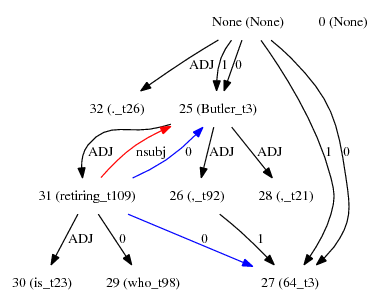 None (None) 0 (None)
ADJ 1 0
32 (._t26) 25 (Butler_t3)
ADJ nsubj 0 ADJ ADJ 1 0
31 (retiring_t109) 26 (,_t92) 28 (,_t21)
ADJ 0 0 1
30 (is_t23) 29 (who_t98) 27 (64_t3)